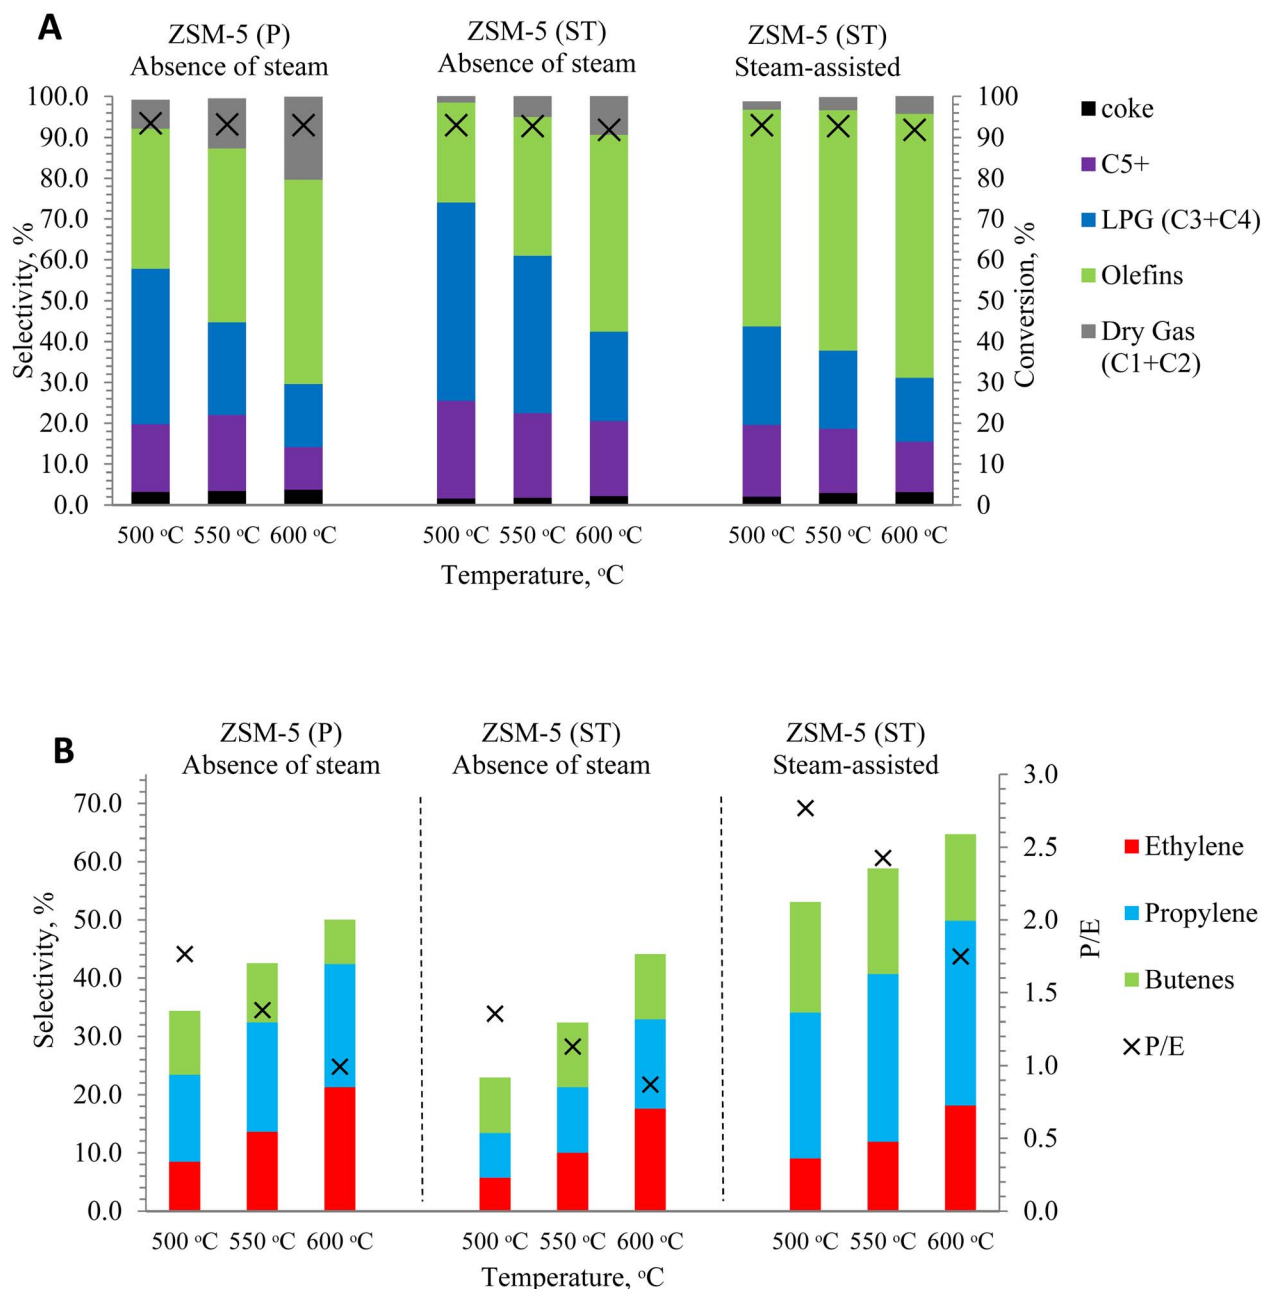 A
ZSM-5 (P)
Absence of steam
ZSM-5 (ST)
Absence of steam
ZSM-5 (ST)
Steam-assisted
Selectivity, %
100.0
90.0
80.0
70.0
60.0
50.0
40.0
30.0
20.0
10.0
0.0
100
90
80
70
60
50
40
30
20
10
0
Conversion, %
coke
C5+
LPG (C3+C4)
Olefins
Dry Gas
(C1+C2)
500 °C 550 °C 600 °C
500 °C 550 °C 600 °C
500 °C 550 °C 600 °C
Temperature, °C
B
ZSM-5 (P)
Absence of steam
ZSM-5 (ST)
Absence of steam
ZSM-5 (ST)
Steam-assisted
Selectivity, %
70.0
60.0
50.0
40.0
30.0
20.0
10.0
0.0
3.0
2.5
2.0
1.5
1.0
0.5
0.0
P/E
Ethylene
Propylene
Butenes
P/E
500 °C 550 °C 600 °C
500 °C 550 °C 600 °C
500 °C 550 °C 600 °C
Temperature, °C